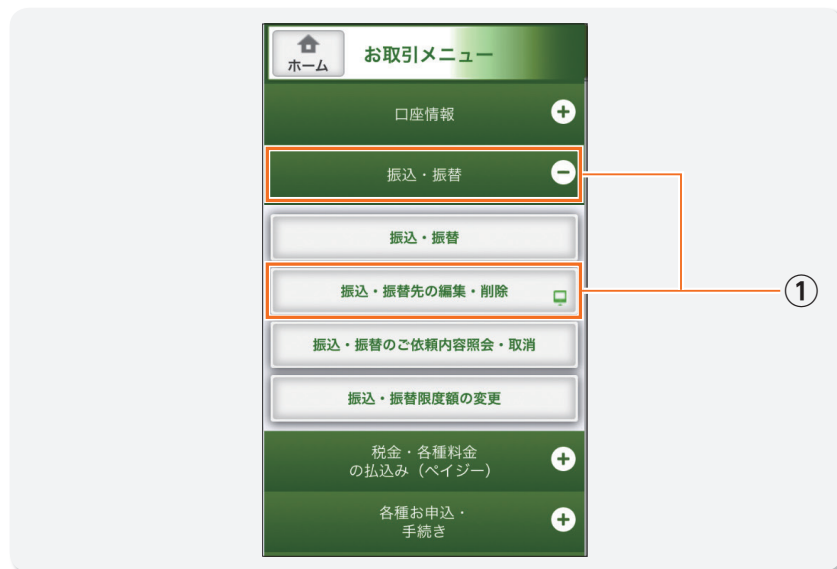 ホーム
お取引メニュー
口座情報
振込・振替
振込・振替
振込・振替先の編集・削除
振込・振替のご依頼内容照会・取消
振込・振替限度額の変更
税金・各種料金
の払込み（ペイジー）
各種お申込・
手続き
①